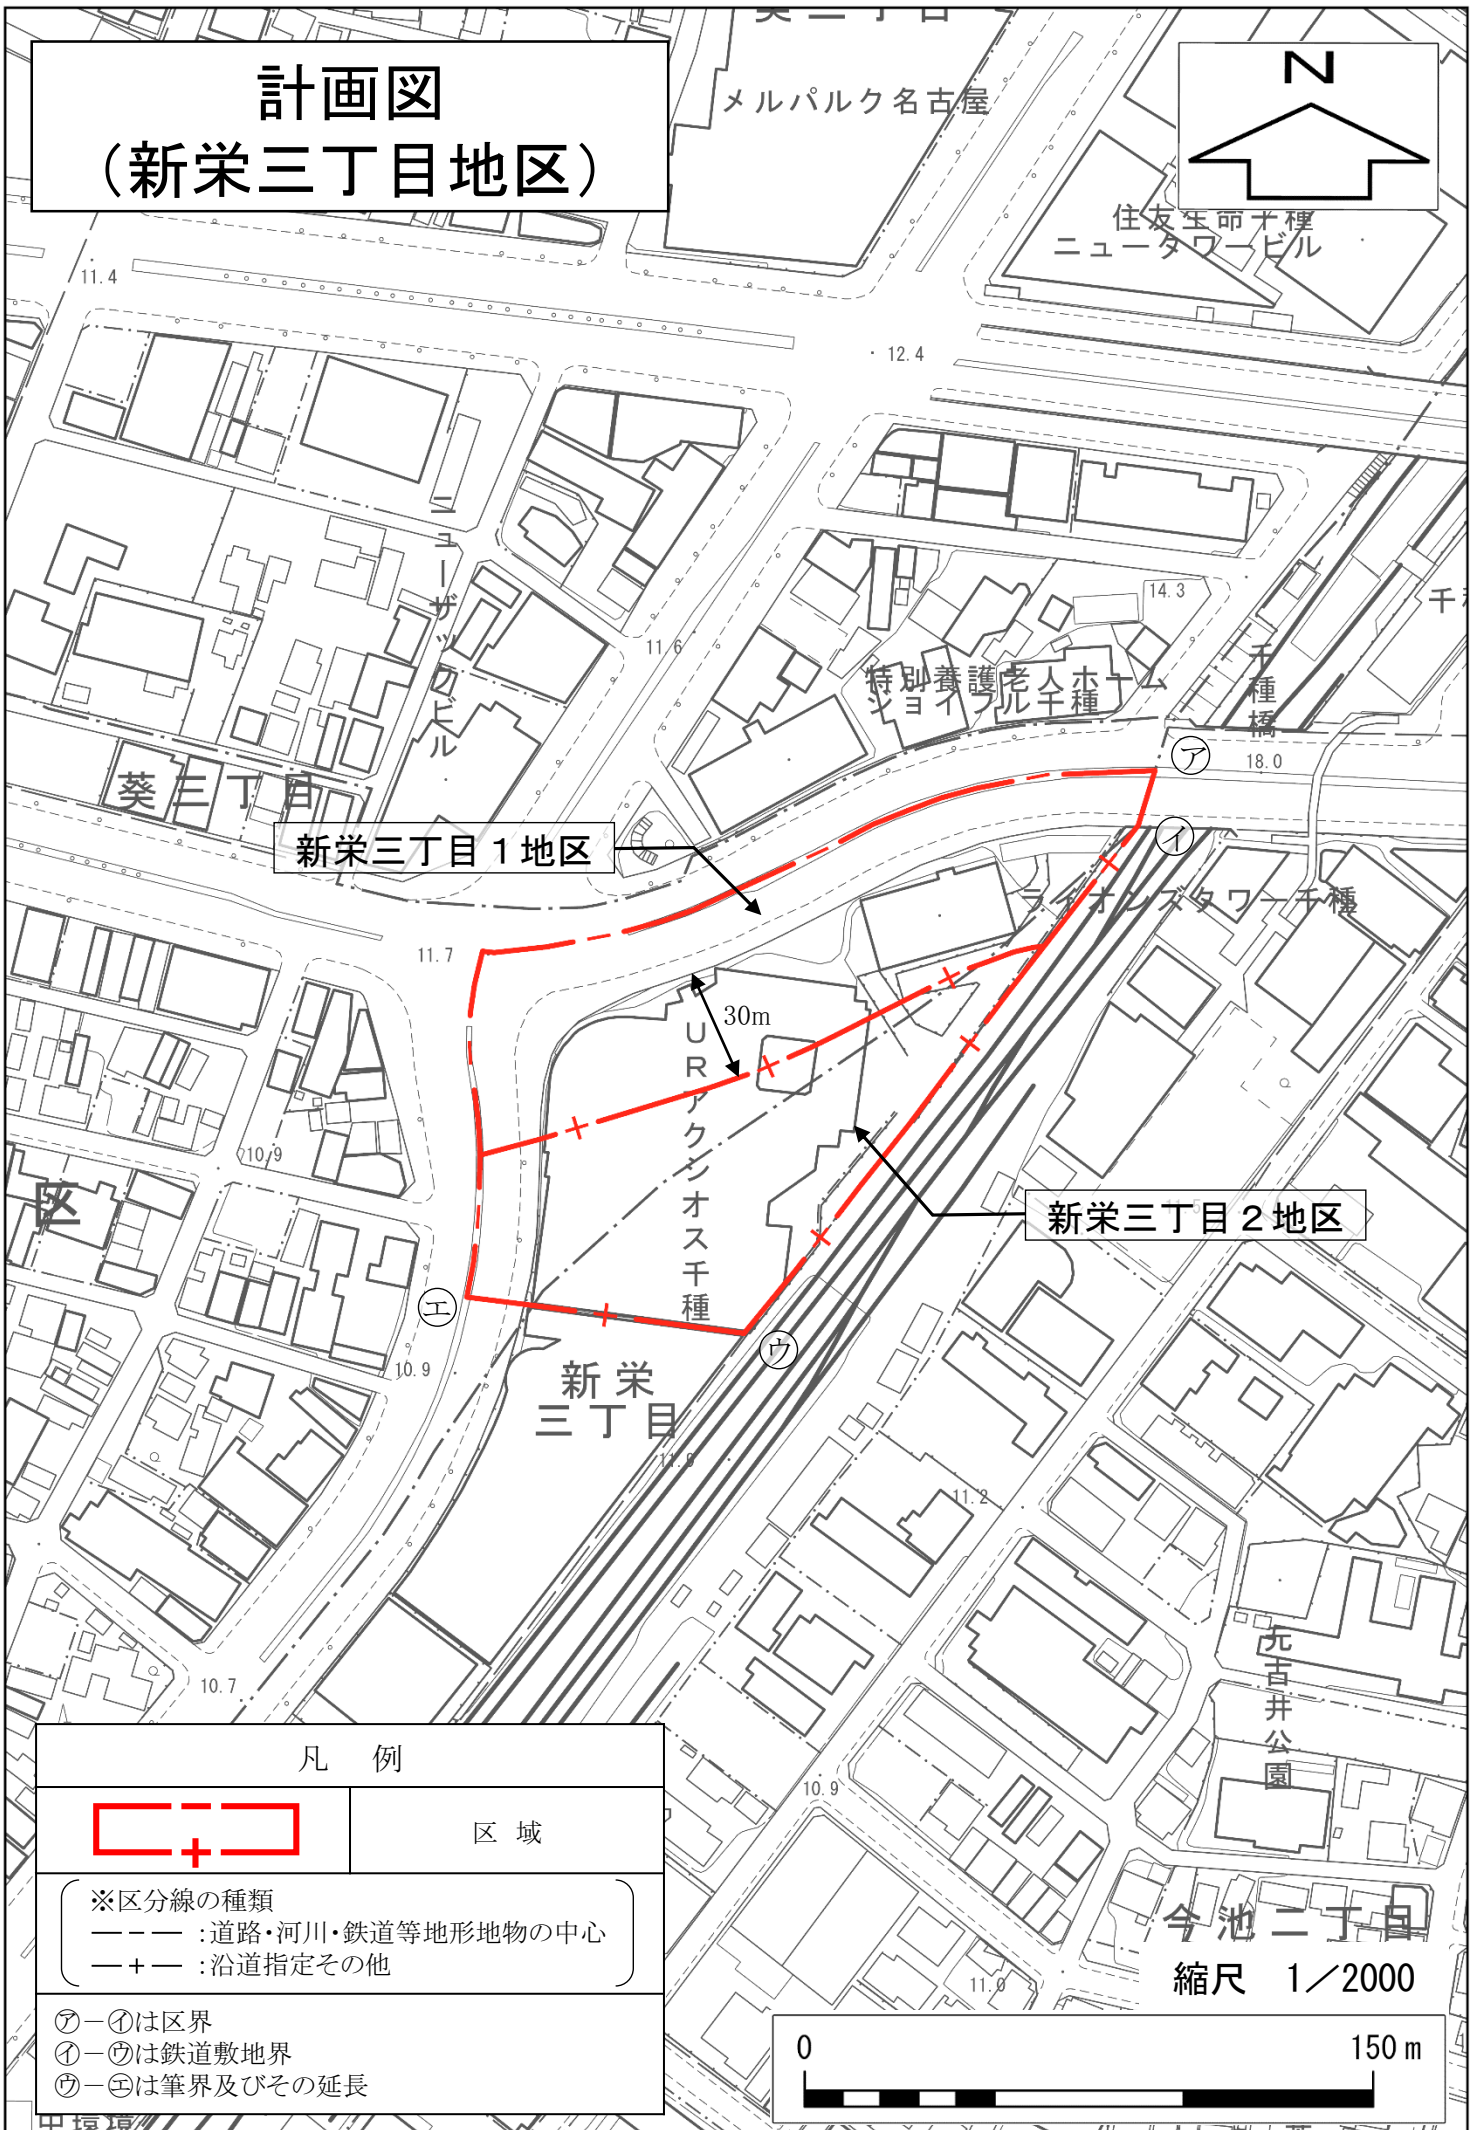 計画図
（新栄三丁目地区）
N
メルパルク名古屋
住友生命千種
ニュータワービル
11.4
12.4
ニューザックビル
14.3
11.6
特別養護老人ホーム
ジョイフル千種
千種橋
18.0
㋐
㋑
葵三丁目
新栄三丁目１地区
ライオンズタワー千種
11.7
30m
URアクシオス千種
10.9
区
新栄三丁目２地区
㋓
㋒
10.9
新栄
三丁目
11.2
元古井公園
10.7
10.9
今池二丁目
11.0
凡 例
区 域
※区分線の種類
：道路・河川・鉄道等地形地物の中心
：沿道指定その他
㋐－㋑は区界
㋑－㋒は鉄道敷地界
㋒－㋓は筆界及びその延長
縮尺 1／2000
0 150 m